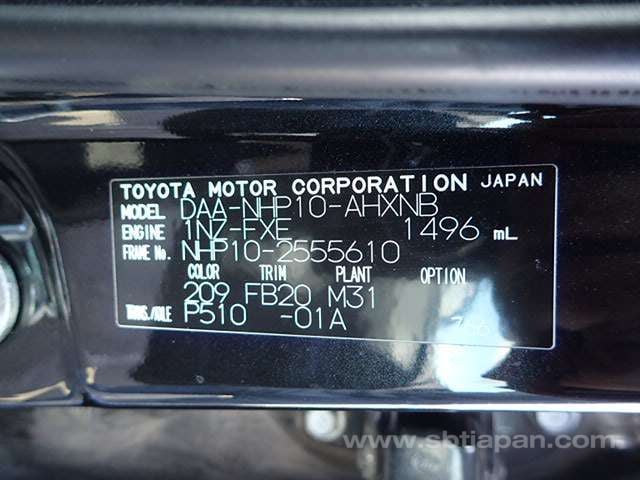 TOYOTA MOTOR CORPORATION JAPAN
MODEL DAA-NHP10-AHXNB
ENGINE 1NZ-FXE 1496 mL
FRAME No. NHP10-2555610
COLOR TRIM PLANT OPTION
209 FB20 M31
TRANS./AXLE P510 -01A
www.sbtjapan.com